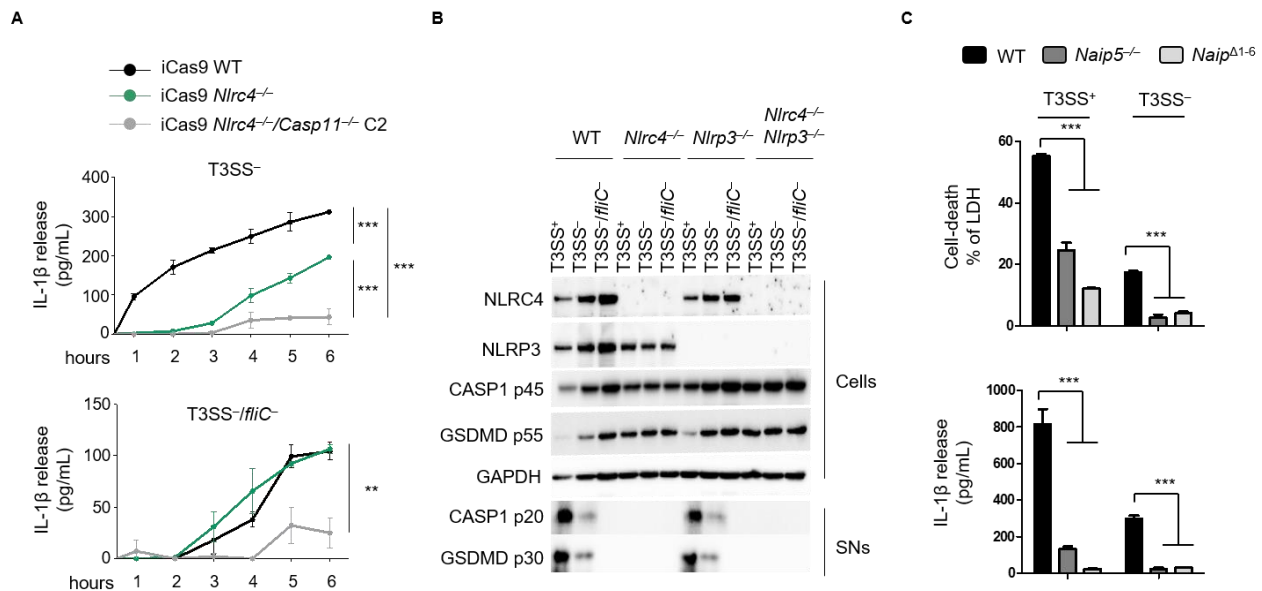 A
iCas9 WT
iCas9 Nlrc4–/–
iCas9 Nlrc4–/–/Casp11–/– C2
T3SS–
IL-1β release
(pg/mL)
400
300
200
100
0
***
***
***
hours 1 2 3 4 5 6
T3SS–/fliC–
IL-1β release
(pg/mL)
150
100
50
0
**
hours 1 2 3 4 5 6
B
WT Nlrc4–/– Nlrp3–/– Nlrc4–/–
Nlrp3–/–
T3SS+ T3SS– T3SS–/fliC– T3SS+ T3SS– T3SS–/fliC– T3SS+ T3SS– T3SS–/fliC– T3SS+ T3SS– T3SS–/fliC–
NLRC4
NLRP3
CASP1 p45
GSDMD p55
GAPDH
Cells
CASP1 p20
GSDMD p30
SNs
C
WT Naip5–/– NaipΔ1-6
T3SS+ T3SS–
Cell-death
% of LDH
60
40
20
0
***
***
IL-1β release
(pg/mL)
1000
800
600
400
200
0
***
***